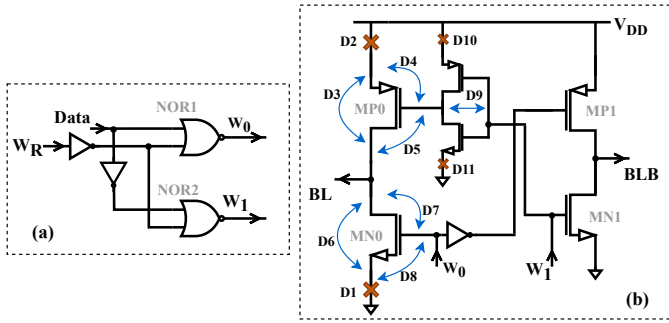 Data
NOR1
W0
WR
NOR2
W1
(a)
D2
D10
VDD
D4
D3
MP0
D9
MP1
D5
D11
BL
BLB
D7
D6
MN0
MN1
D8
D1
W0
W1
(b)